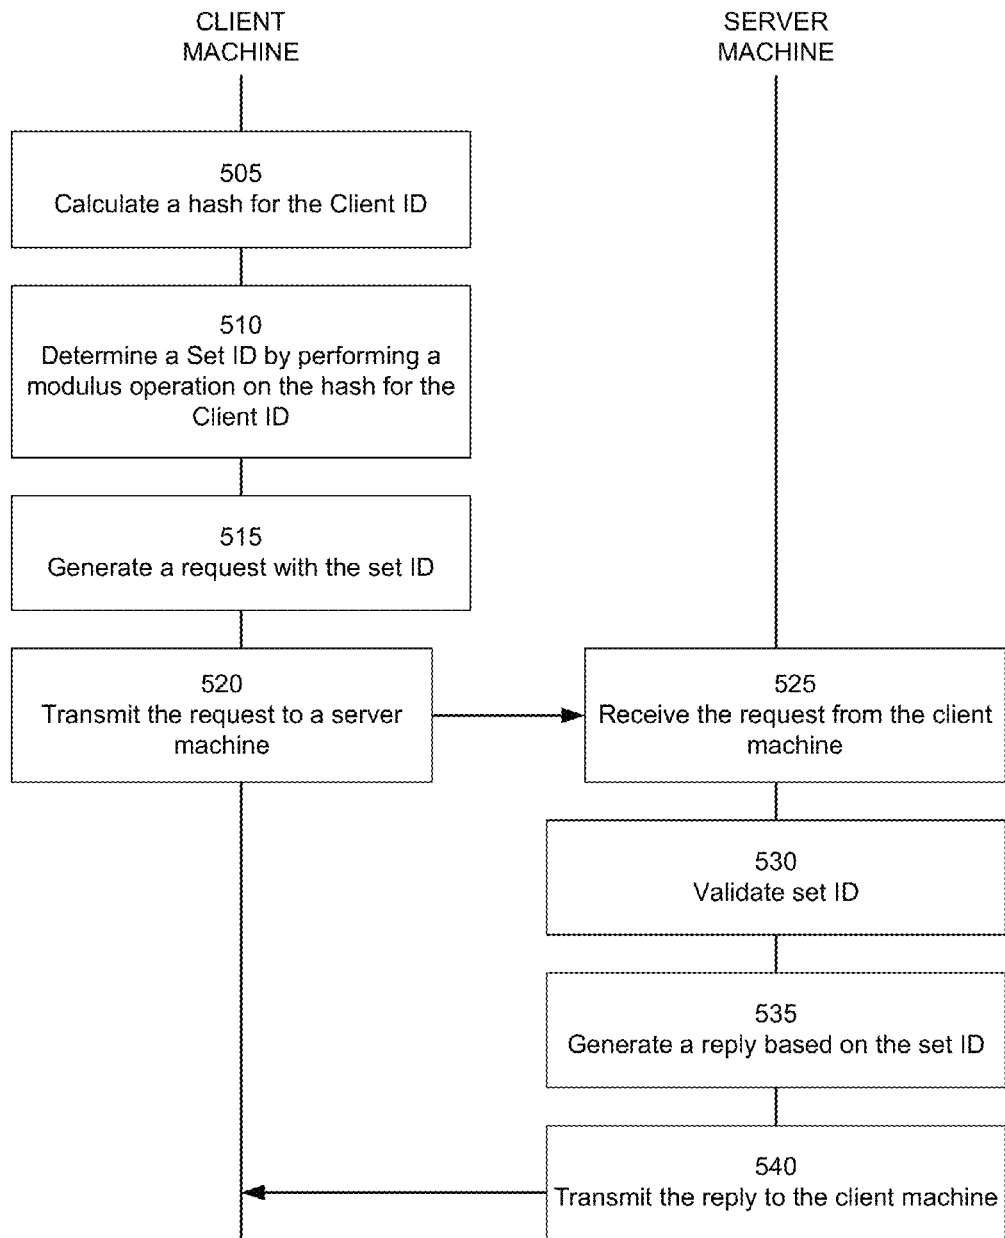 CLIENT
MACHINE
SERVER
MACHINE
505
Calculate a hash for the Client ID
510
Determine a Set ID by performing a
modulus operation on the hash for the
Client ID
515
Generate a request with the set ID
520
Transmit the request to a server
machine
525
Receive the request from the client
machine
530
Validate set ID
535
Generate a reply based on the set ID
540
Transmit the reply to the client machine